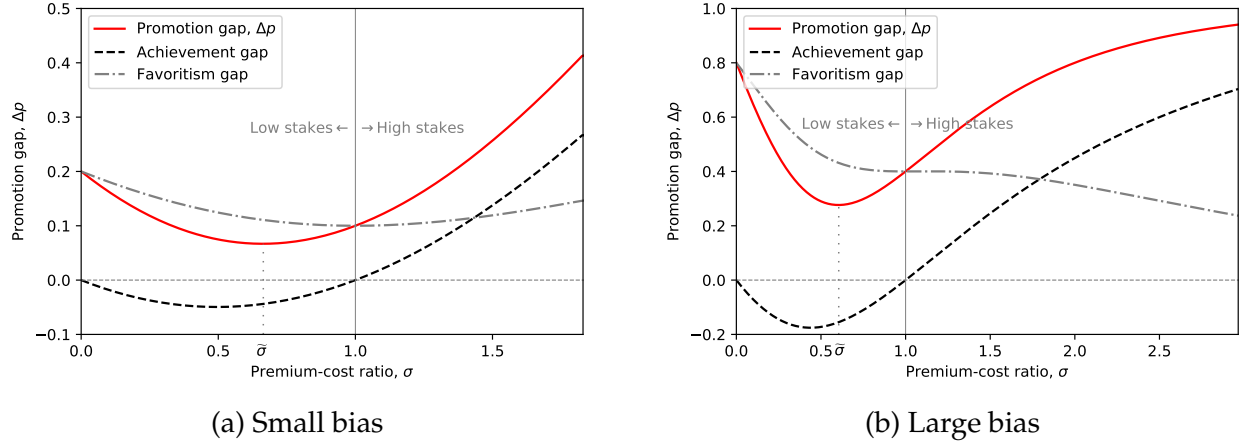 Promotion gap, Δp
Achievement gap
Favoritism gap
Low stakes ← → High stakes
0.5
0.4
0.3
0.2
0.1
0.0
−0.1
Promotion gap, Δp
0.0 0.5 σ̃ 1.0 1.5
Premium-cost ratio, σ
(a) Small bias
Promotion gap, Δp
Achievement gap
Favoritism gap
Low stakes ← → High stakes
1.0
0.8
0.6
0.4
0.2
0.0
−0.2
Promotion gap, Δp
0.0 0.5 σ̃ 1.0 1.5 2.0 2.5
Premium-cost ratio, σ
(b) Large bias